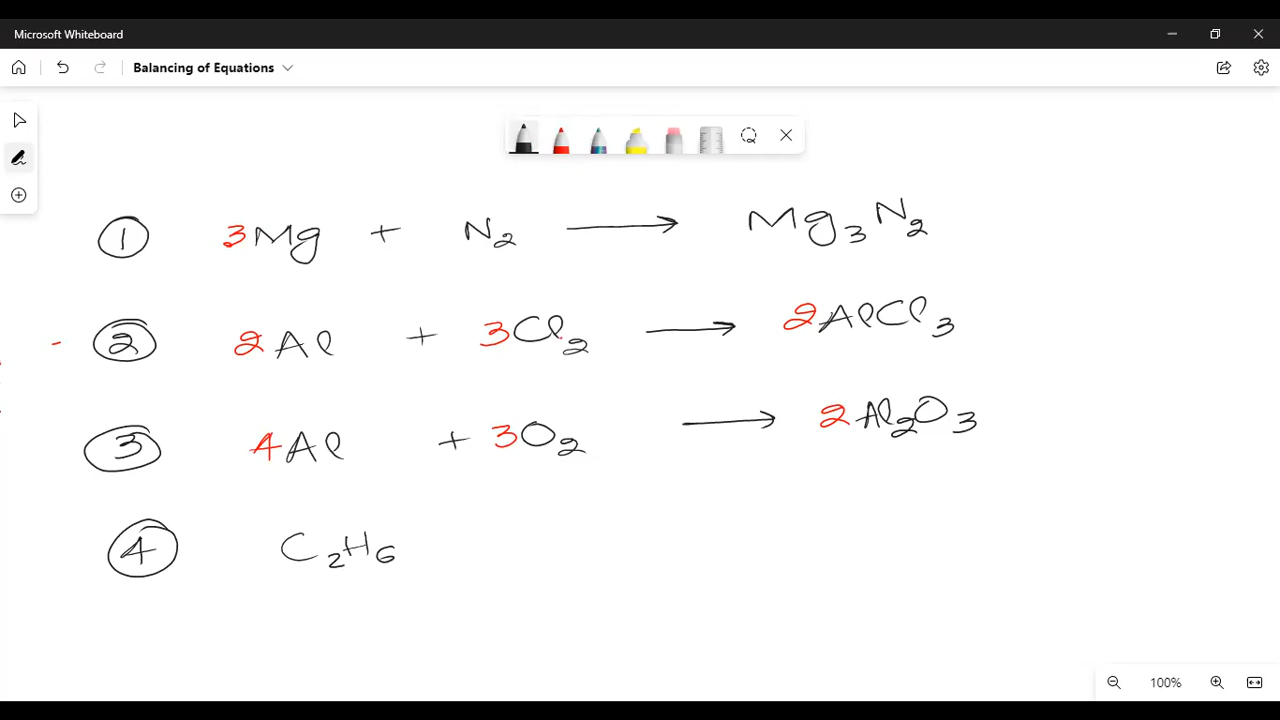 Microsoft Whiteboard
Balancing of Equations
① 3Mg + N₂ ⟶ Mg₃N₂
② 2Al + 3Cl₂ ⟶ 2AlCl₃
③ 4Al + 3O₂ ⟶ 2Al₂O₃
④ C₂H₆
100%